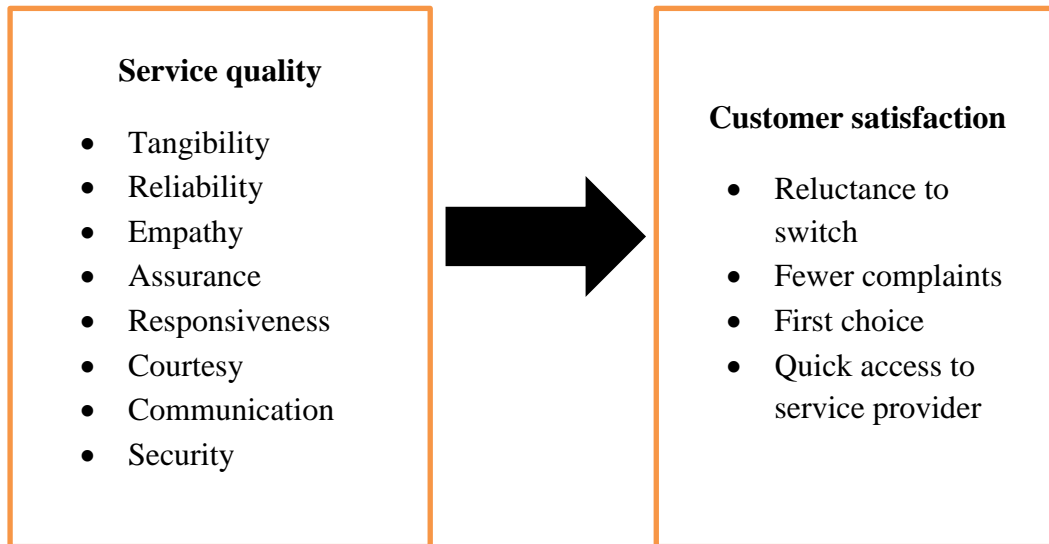 Service quality
• Tangibility
• Reliability
• Empathy
• Assurance
• Responsiveness
• Courtesy
• Communication
• Security
Customer satisfaction
• Reluctance to
switch
• Fewer complaints
• First choice
• Quick access to
service provider